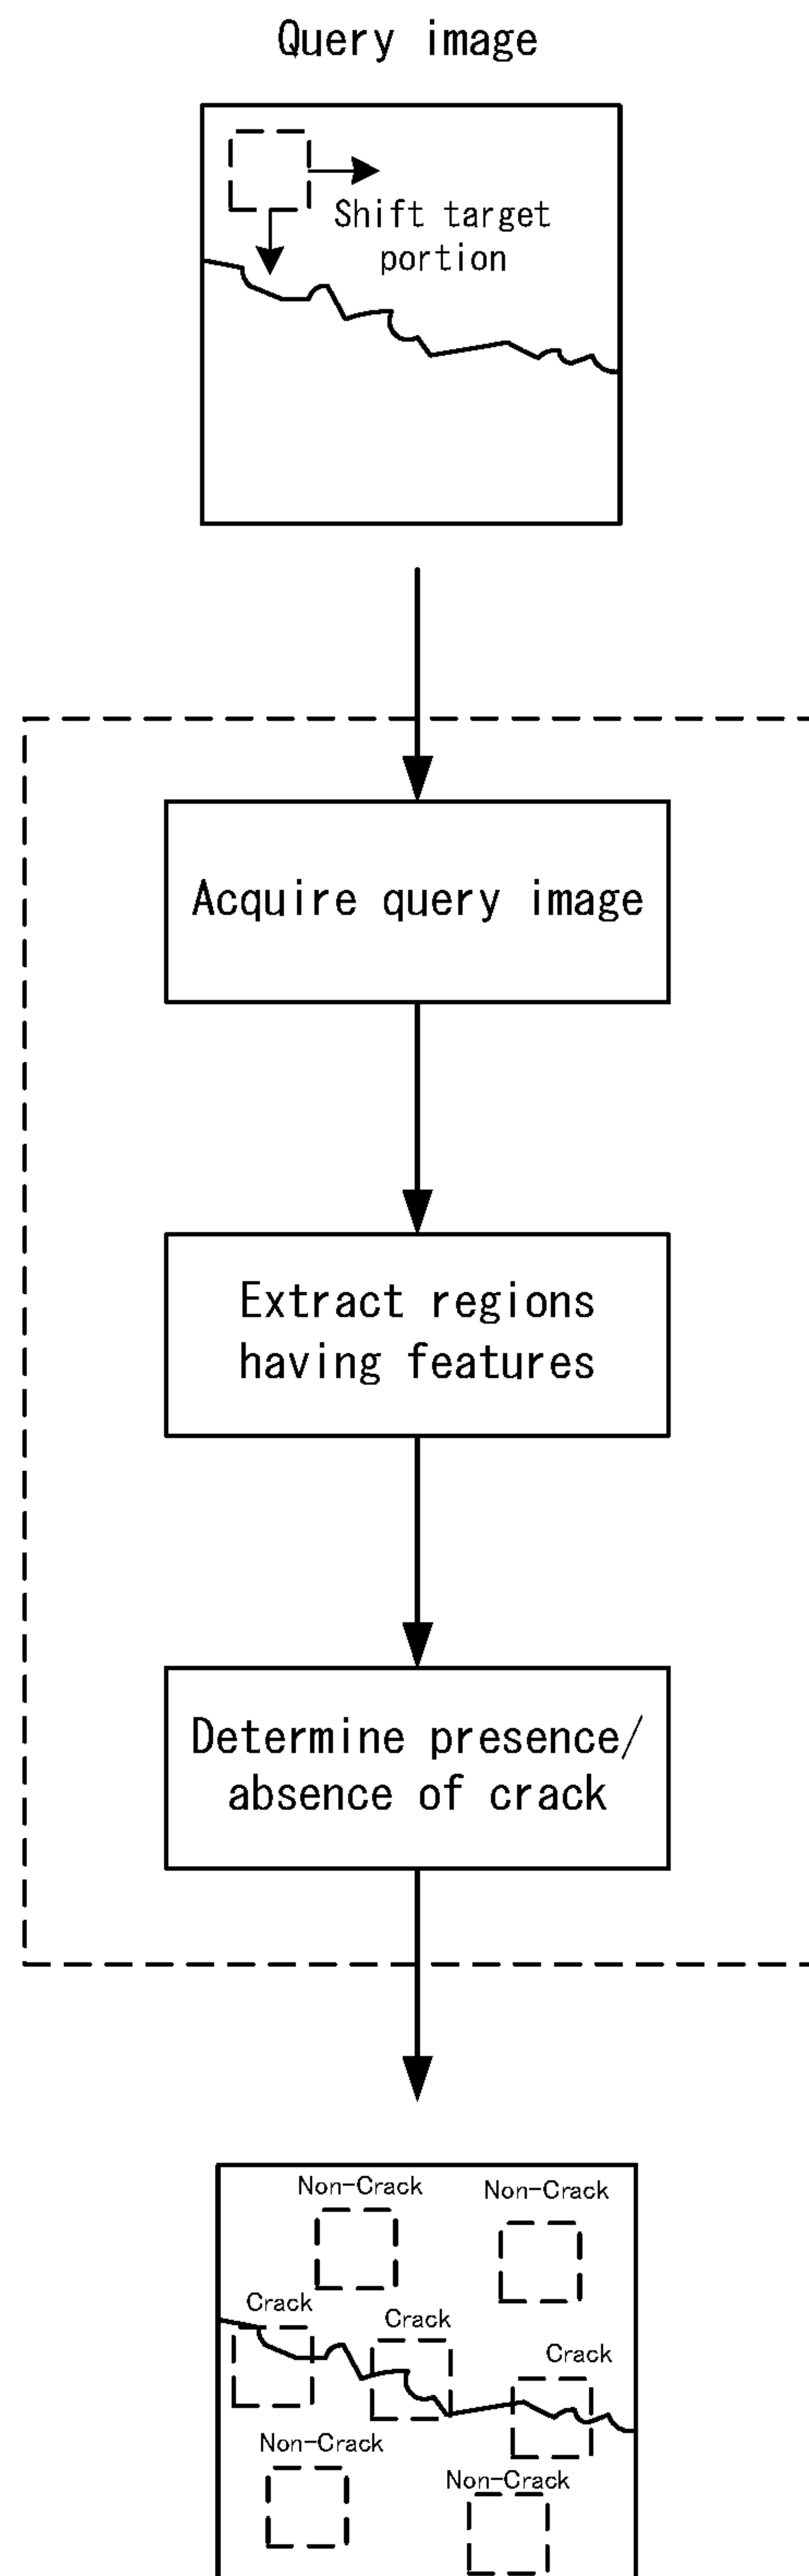 Query image
Shift target
portion
Acquire query image
Extract regions
having features
Determine presence/
absence of crack
Non-Crack
Non-Crack
Crack
Crack
Crack
Non-Crack
Non-Crack